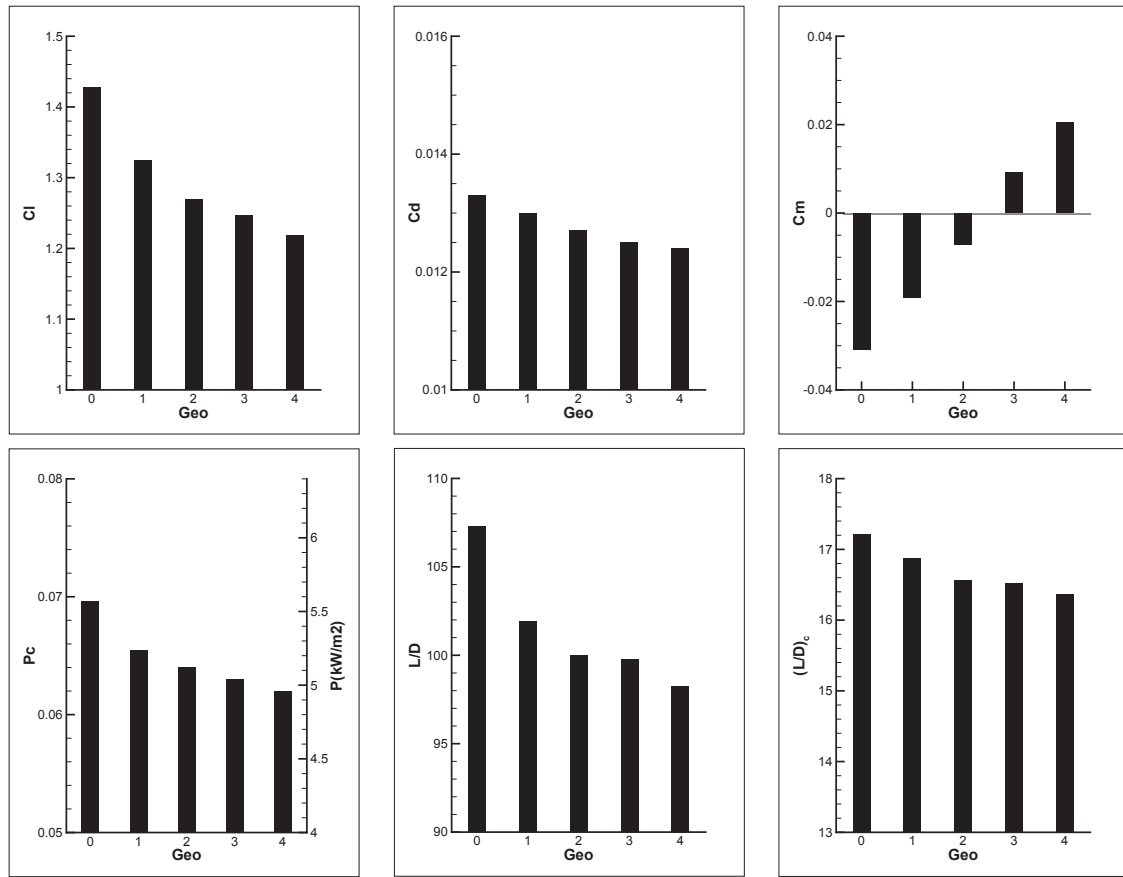 1.5
1.4
1.3
1.2
1.1
1
Cl
0 1 2 3 4
Geo
0.016
0.014
0.012
0.01
Cd
0 1 2 3 4
Geo
0.04
0.02
0
-0.02
-0.04
Cm
0 1 2 3 4
Geo
0.08
0.07
0.06
0.05
Pc
6
5.5
5
4.5
4
P(kW/m2)
0 1 2 3 4
Geo
110
105
100
95
90
L/D
0 1 2 3 4
Geo
18
17
16
15
14
13
(L/D)c
0 1 2 3 4
Geo